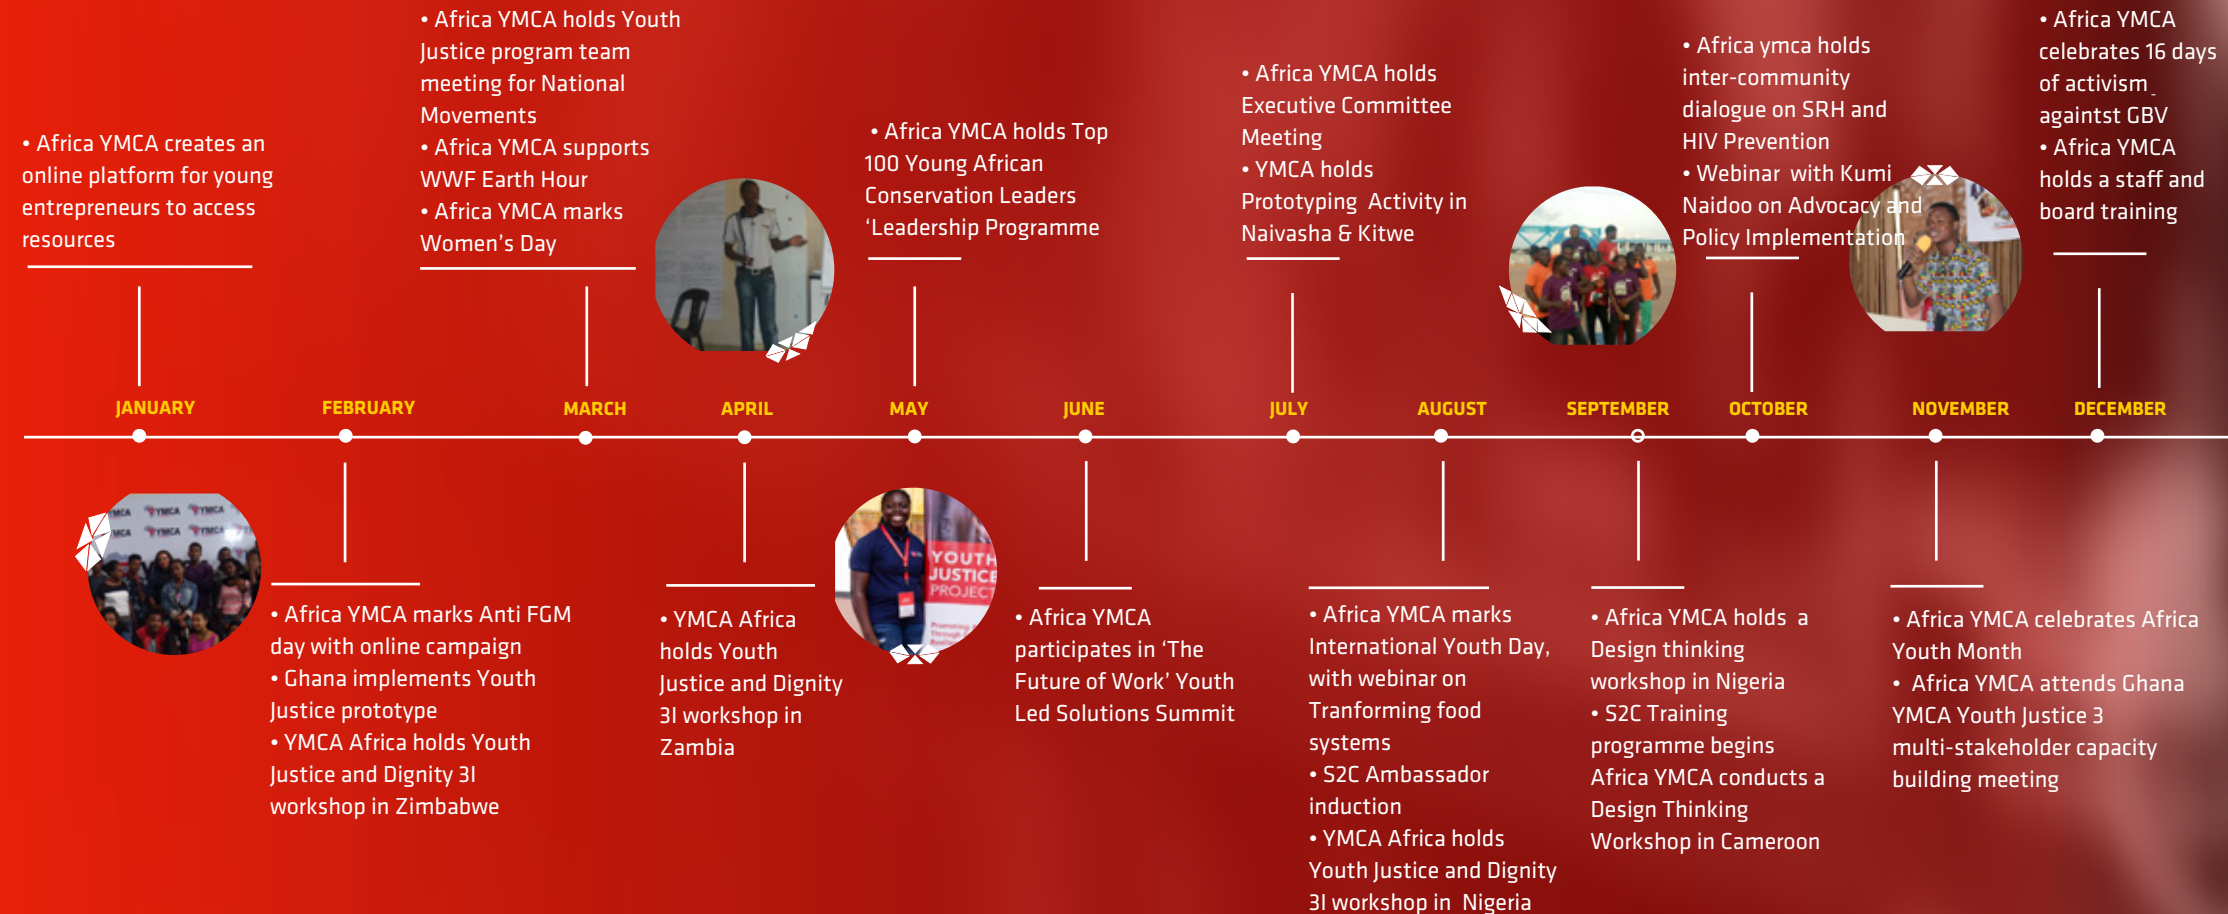 • Africa YMCA creates an
online platform for young
entrepreneurs to access
resources
• Africa YMCA holds Youth
Justice program team
meeting for National
Movements
• Africa YMCA supports
WWF Earth Hour
• Africa YMCA marks
Women's Day
• Africa YMCA holds Top
100 Young African
Conservation Leaders
‘Leadership Programme
• Africa YMCA holds
Executive Committee
Meeting
• YMCA holds
Prototyping Activity in
Naivasha & Kitwe
• Africa ymca holds
inter-community
dialogue on SRH and
HIV Prevention
• Webinar with Kumi
Naidoo on Advocacy and
Policy Implementation
• Africa YMCA
celebrates 16 days
of activism_
againtst GBV
• Africa YMCA
holds a staff and
board training
JANUARY
FEBRUARY
MARCH
APRIL
MAY
JUNE
JULY
AUGUST
SEPTEMBER
OCTOBER
NOVEMBER
DECEMBER
YMCA YMCA
YMCA YMCA
• Africa YMCA marks Anti FGM
day with online campaign
• Ghana implements Youth
Justice prototype
• YMCA Africa holds Youth
Justice and Dignity 3I
workshop in Zimbabwe
• YMCA Africa
holds Youth
Justice and Dignity
3I workshop in
Zambia
YOUTH
JUSTICE
PROJECT
• Africa YMCA
participates in ‘The
Future of Work’ Youth
Led Solutions Summit
• Africa YMCA marks
International Youth Day,
with webinar on
Tranforming food
systems
• S2C Ambassador
induction
• YMCA Africa holds
Youth Justice and Dignity
3I workshop in Nigeria
• Africa YMCA holds a
Design thinking
workshop in Nigeria
• S2C Training
programme begins
Africa YMCA conducts a
Design Thinking
Workshop in Cameroon
• Africa YMCA celebrates Africa
Youth Month
• Africa YMCA attends Ghana
YMCA Youth Justice 3
multi-stakeholder capacity
building meeting